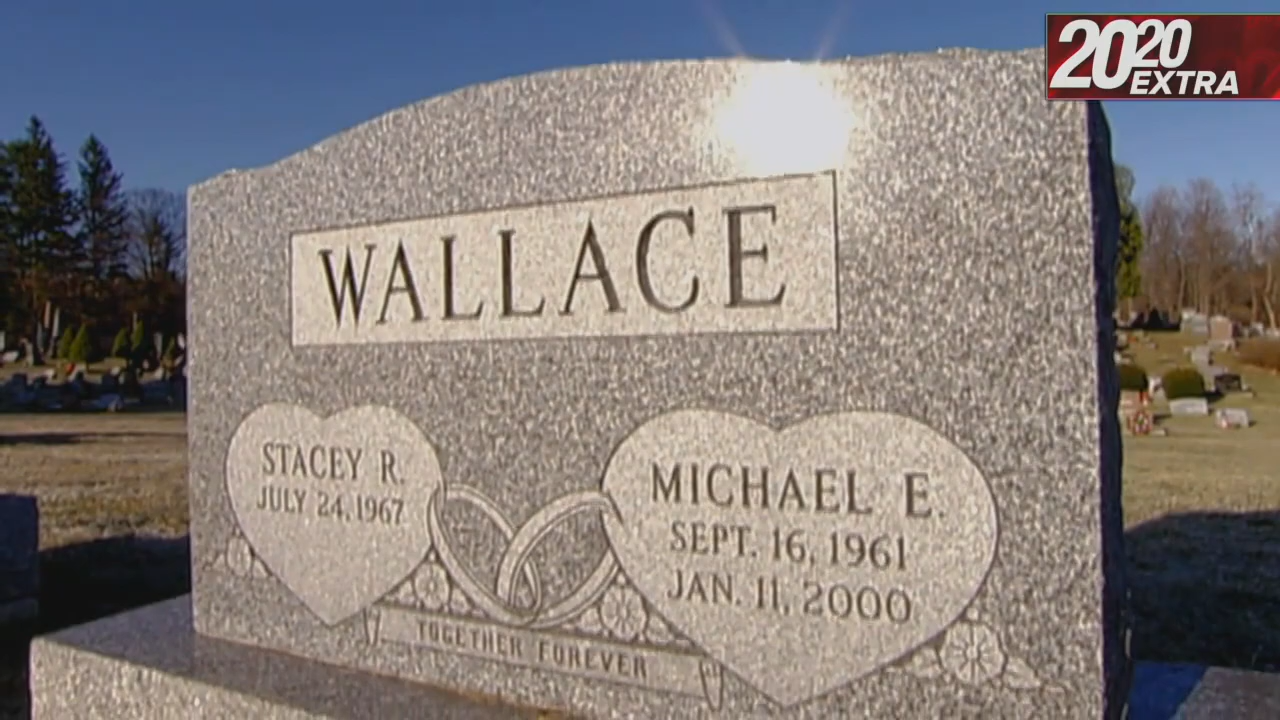 2020
EXTRA
WALLACE
STACEY R.
JULY 24, 1967
MICHAEL E.
SEPT. 16, 1961
JAN. 11, 2000
TOGETHER FOREVER